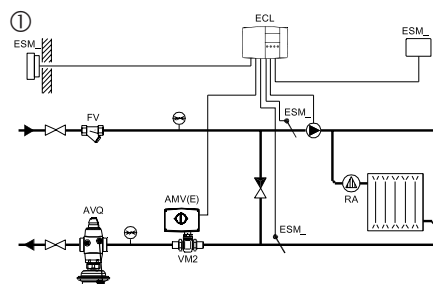 ①
ECL
ESM_
ESM_
FV
ESM_
AMV(E)
RA
AVQ
ESM_
VM2